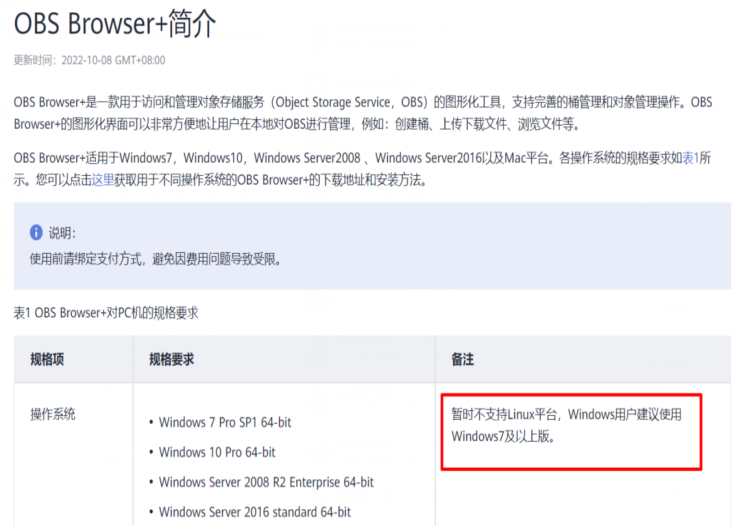 OBS Browser+简介
更新时间：2022-10-08 GMT+08:00
OBS Browser+是一款用于访问和管理对象存储服务（Object Storage Service，OBS）的图形化工具，支持完善的桶管理和对象管理操作。OBS
Browser+的图形化界面可以非常方便地让用户在本地对OBS进行管理，例如：创建桶、上传下载文件、浏览文件等。
OBS Browser+适用于Windows7，Windows10，Windows Server2008 、Windows Server2016以及Mac平台。各操作系统的规格要求如表1所
示。您可以点击这里获取用于不同操作系统的OBS Browser+的下载地址和安装方法。
说明：
使用前请绑定支付方式，避免因费用问题导致受限。
表1 OBS Browser+对PC机的规格要求
规格项 规格要求 备注
操作系统
• Windows 7 Pro SP1 64-bit
• Windows 10 Pro 64-bit
• Windows Server 2008 R2 Enterprise 64-bit
• Windows Server 2016 standard 64-bit
暂时不支持Linux平台，Windows用户建议使用
Windows7及以上版。